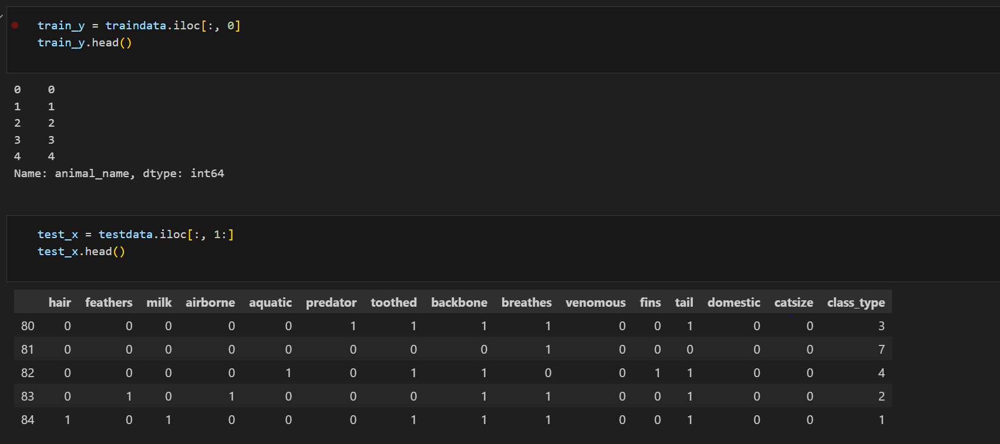 train_y = traindata.iloc[:, 0]
train_y.head()
0    0
1    1
2    2
3    3
4    4
Name: animal_name, dtype: int64
test_x = testdata.iloc[:, 1:]
test_x.head()
hair feathers milk airborne aquatic predator toothed backbone breathes venomous fins tail domestic catsize class_type
80 0 0 0 0 0 1 1 1 1 0 0 1 0 0 3
81 0 0 0 0 0 0 0 0 1 0 0 0 0 0 7
82 0 0 0 0 1 0 1 1 0 0 1 1 0 0 4
83 0 1 0 1 0 0 0 1 1 0 0 1 0 0 2
84 1 0 1 0 0 0 1 1 1 0 0 1 0 0 1